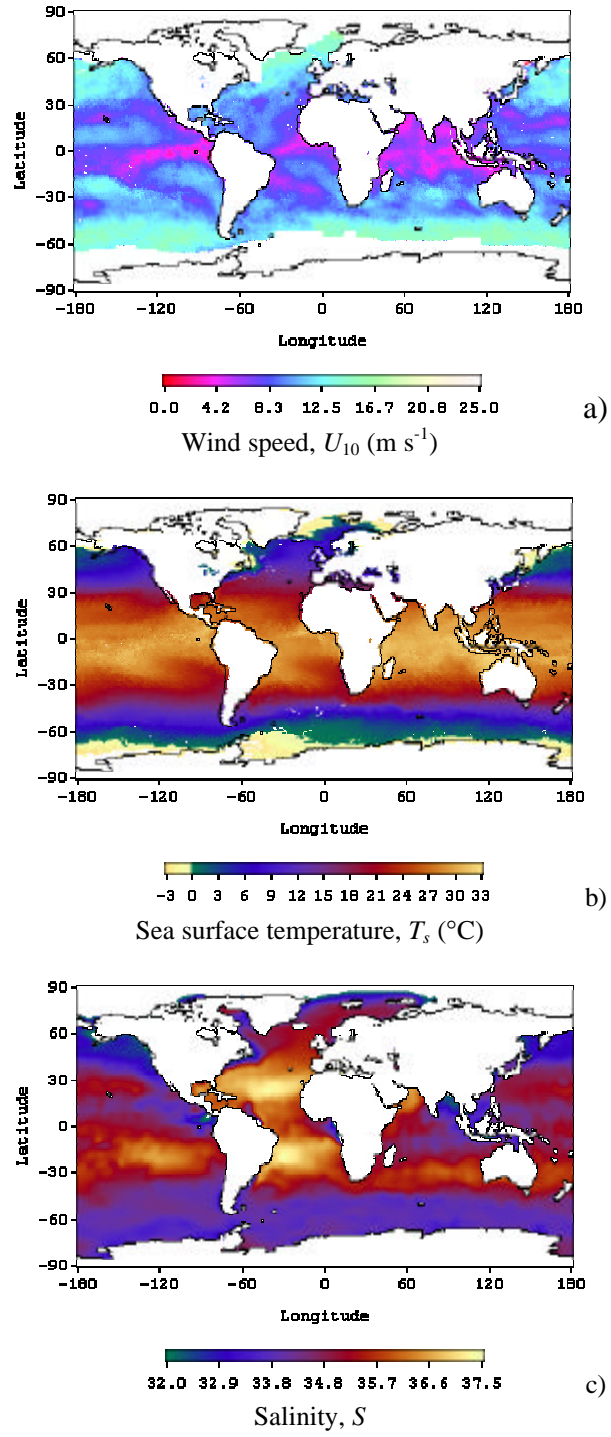 90
60
30
0
-30
-60
-90
Latitude
-180 -120 -60 0 60 120 180
Longitude
0.0 4.2 8.3 12.5 16.7 20.8 25.0
a)
Wind speed, U10 (m s-1)
90
60
30
0
-30
-60
-90
Latitude
-180 -120 -60 0 60 120 180
Longitude
-3 0 3 6 9 12 15 18 21 24 27 30 33
b)
Sea surface temperature, Ts (°C)
90
60
30
0
-30
-60
-90
Latitude
-180 -120 -60 0 60 120 180
Longitude
32.0 32.9 33.8 34.8 35.7 36.6 37.5
c)
Salinity, S